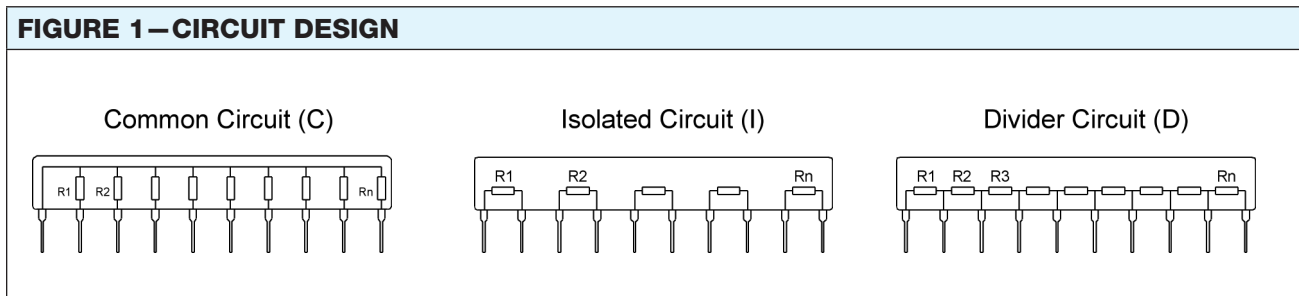 FIGURE 1—CIRCUIT DESIGN
Common Circuit (C)
R1 R2 Rn
Isolated Circuit (I)
R1 R2 Rn
Divider Circuit (D)
R1 R2 R3 Rn